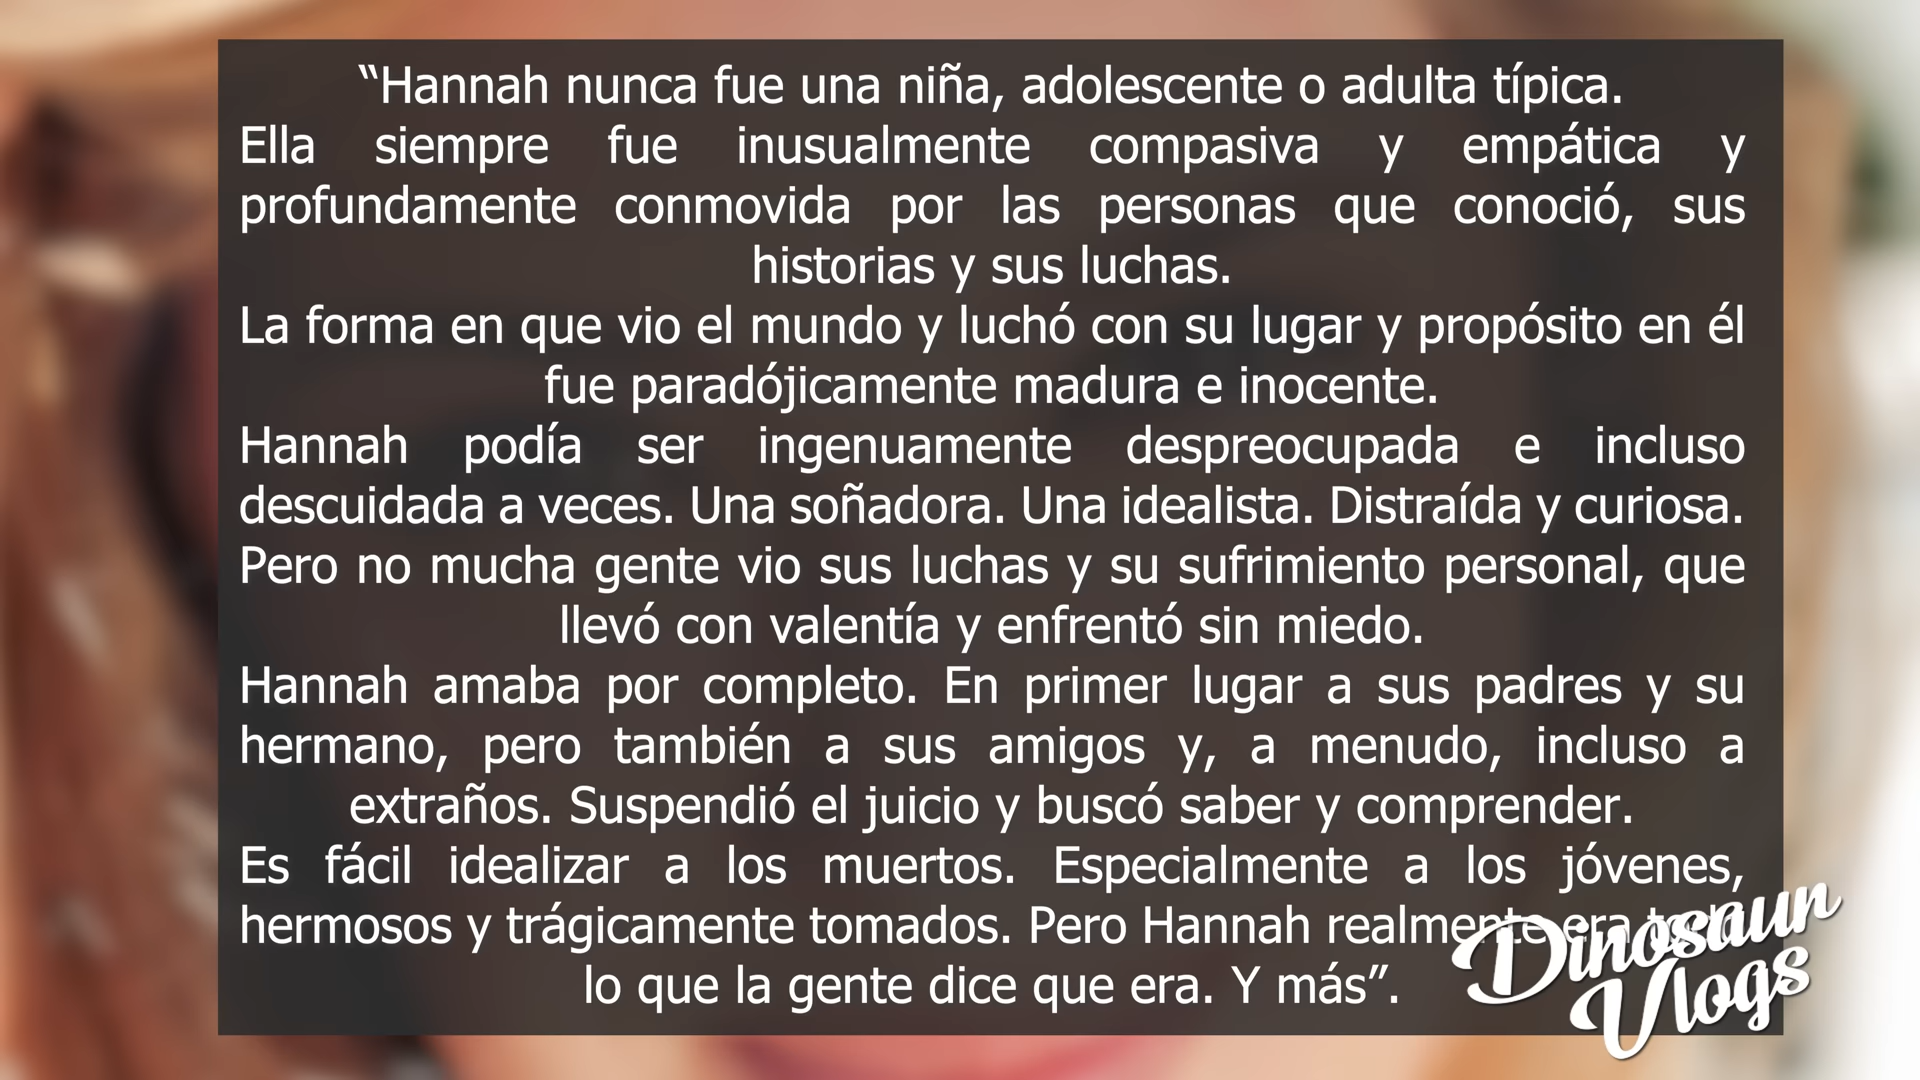 “Hannah nunca fue una niña, adolescente o adulta típica.
Ella siempre fue inusualmente compasiva y empática y
profundamente conmovida por las personas que conoció, sus
historias y sus luchas.
La forma en que vio el mundo y luchó con su lugar y propósito en él
fue paradójicamente madura e inocente.
Hannah podía ser ingenuamente despreocupada e incluso
descuidada a veces. Una soñadora. Una idealista. Distraída y curiosa.
Pero no mucha gente vio sus luchas y su sufrimiento personal, que
llevó con valentía y enfrentó sin miedo.
Hannah amaba por completo. En primer lugar a sus padres y su
hermano, pero también a sus amigos y, a menudo, incluso a
extraños. Suspendió el juicio y buscó saber y comprender.
Es fácil idealizar a los muertos. Especialmente a los jóvenes,
hermosos y trágicamente tomados. Pero Hannah realmente era
lo que la gente dice que era. Y más”.
Dinosaur
Vlogs